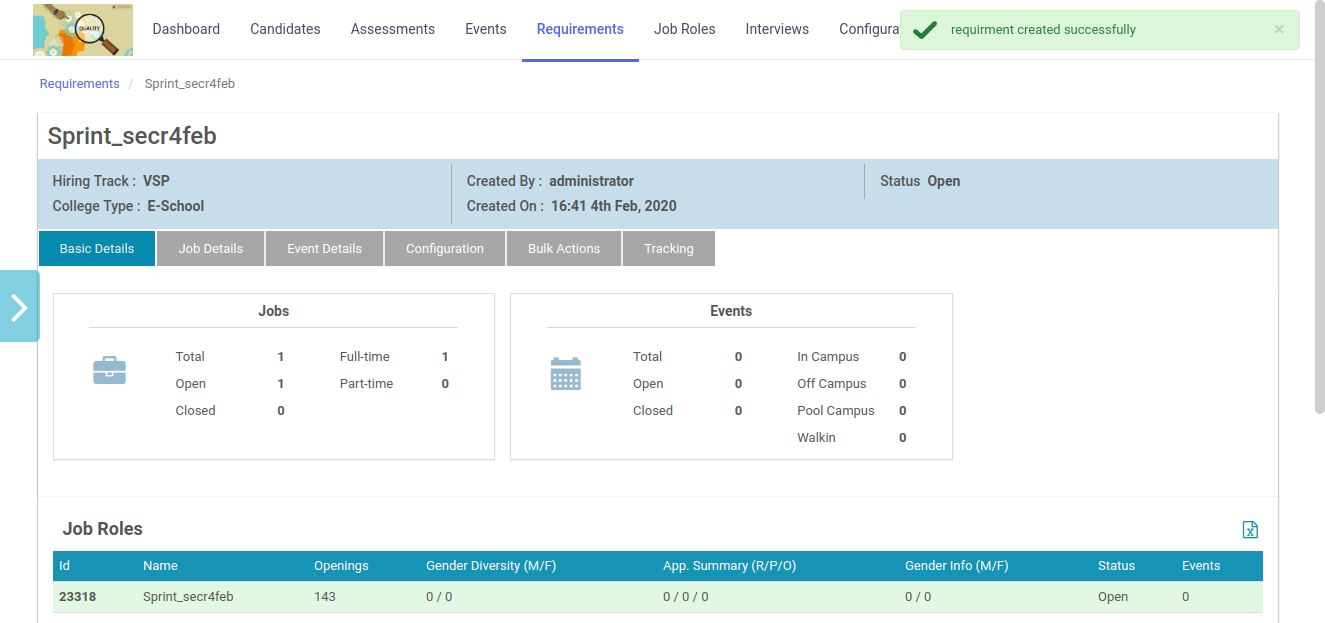 QUALITY
Dashboard Candidates Assessments Events Requirements Job Roles Interviews Configura
requirment created successfully ×
Requirements / Sprint_secr4feb
Sprint_secr4feb
Hiring Track : VSP Created By : administrator Status Open
College Type : E-School Created On : 16:41 4th Feb, 2020
Basic Details Job Details Event Details Configuration Bulk Actions Tracking
Jobs Events
Total 1 Full-time 1 Total 0 In Campus 0
Open 1 Part-time 0 Open 0 Off Campus 0
Closed 0 Closed 0 Pool Campus 0
Walkin 0
Job Roles
Id Name Openings Gender Diversity (M/F) App. Summary (R/P/O) Gender Info (M/F) Status Events
23318 Sprint_secr4feb 143 0 / 0 0 / 0 / 0 0 / 0 Open 0